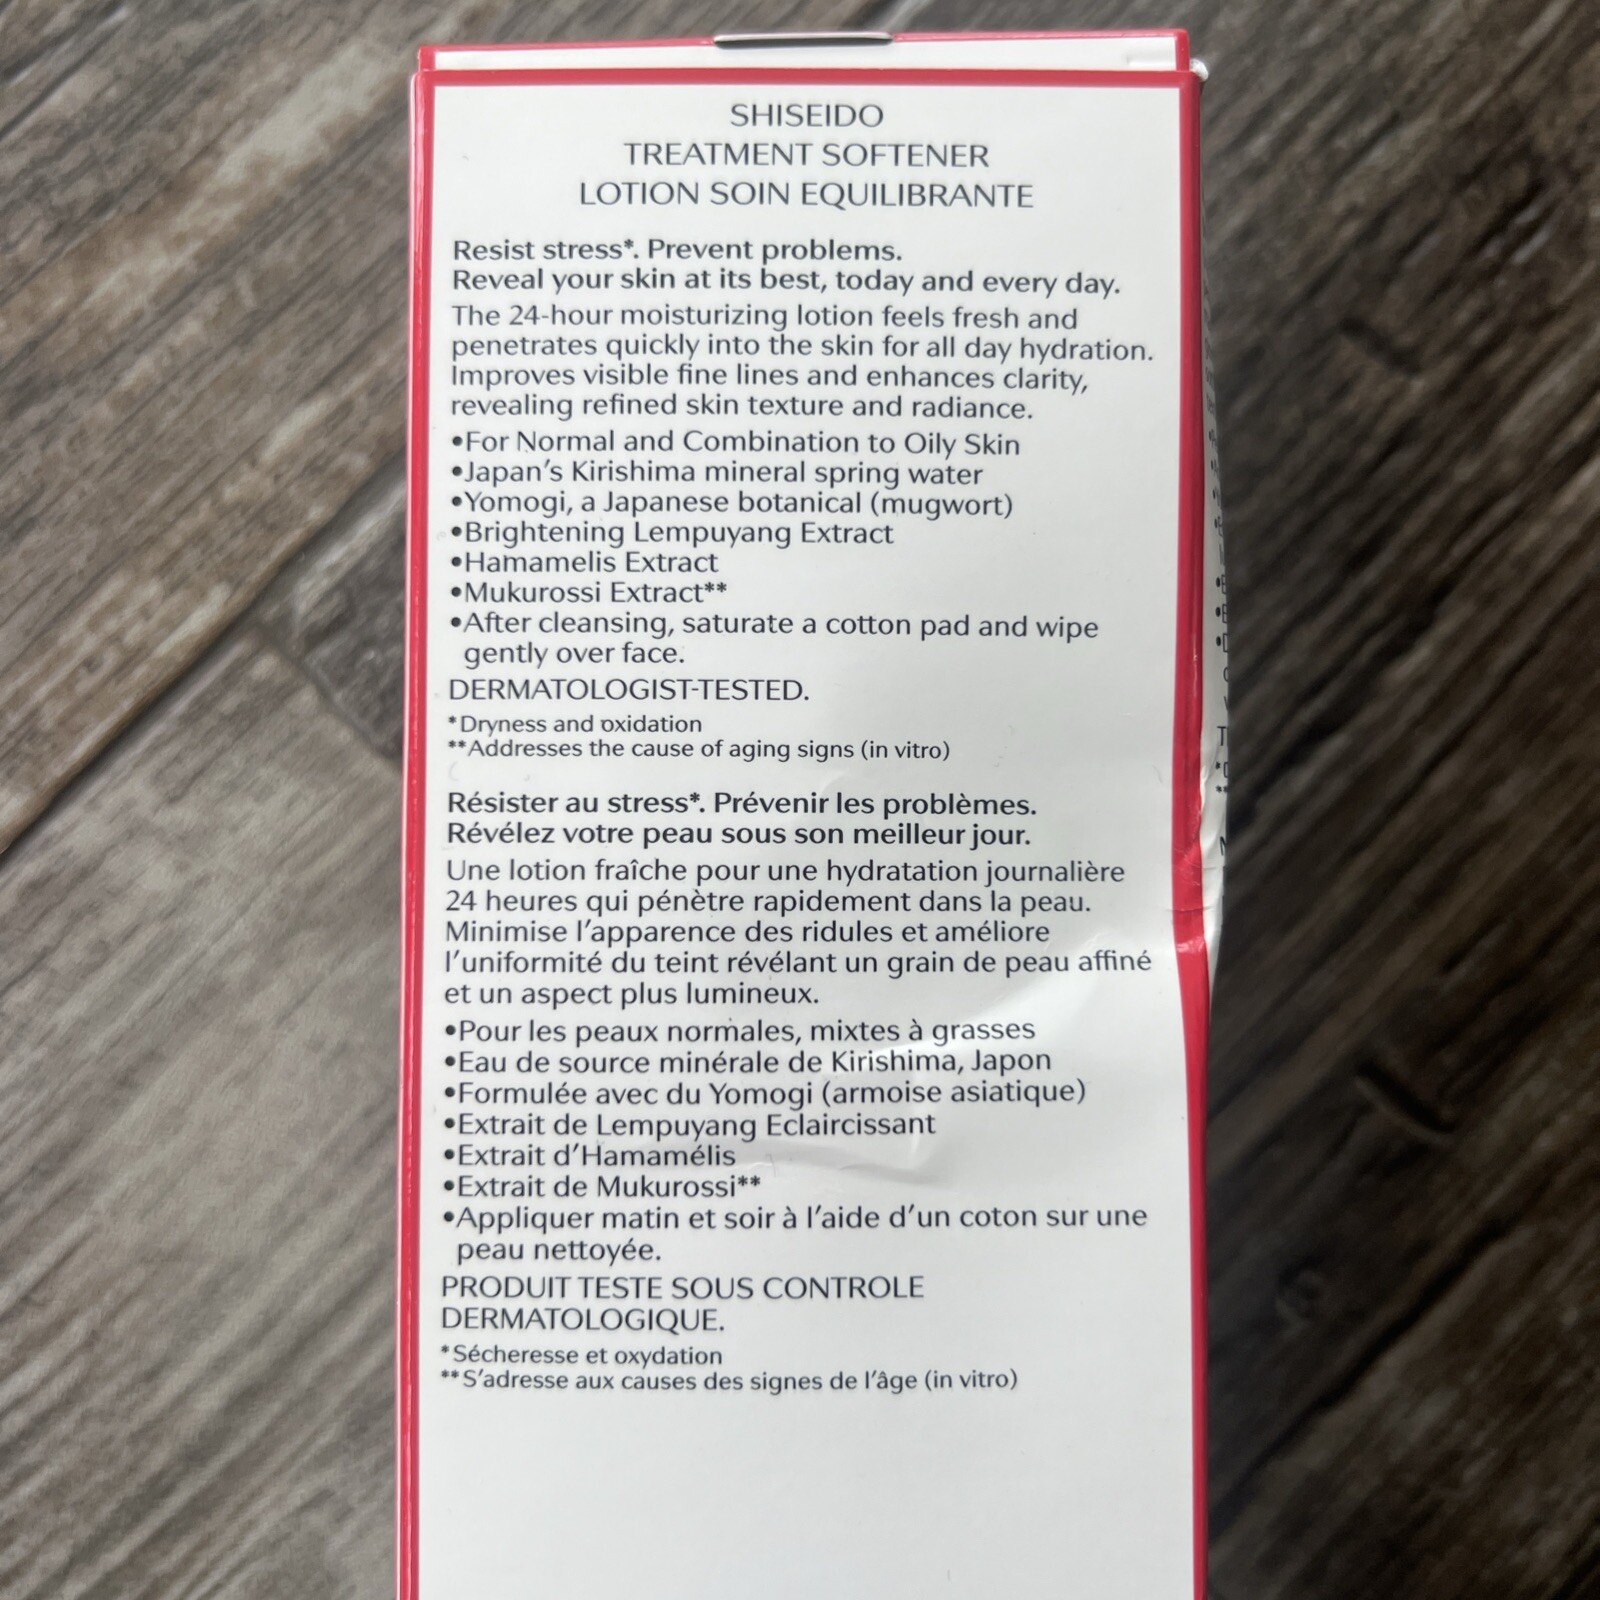 SHISEIDO
TREATMENT SOFTENER
LOTION SOIN EQUILIBRANTE
Resist stress*. Prevent problems.
Reveal your skin at its best, today and every day.
The 24-hour moisturizing lotion feels fresh and
penetrates quickly into the skin for all day hydration.
Improves visible fine lines and enhances clarity,
revealing refined skin texture and radiance.
•For Normal and Combination to Oily Skin
•Japan's Kirishima mineral spring water
•Yomogi, a Japanese botanical (mugwort)
•Brightening Lempuyang Extract
•Hamamelis Extract
•Mukurossi Extract**
•After cleansing, saturate a cotton pad and wipe
gently over face.
DERMATOLOGIST-TESTED.
*Dryness and oxidation
**Addresses the cause of aging signs (in vitro)
Résister au stress*. Prévenir les problèmes.
Révélez votre peau sous son meilleur jour.
Une lotion fraîche pour une hydratation journalière
24 heures qui pénètre rapidement dans la peau.
Minimise l'apparence des ridules et améliore
l'uniformité du teint révélant un grain de peau affiné
et un aspect plus lumineux.
•Pour les peaux normales, mixtes à grasses
•Eau de source minérale de Kirishima, Japon
•Formulée avec du Yomogi (armoise asiatique)
•Extrait de Lempuyang Eclaircissant
•Extrait d'Hamamélis
•Extrait de Mukurossi**
•Appliquer matin et soir à l'aide d'un coton sur une
peau nettoyée.
PRODUIT TESTE SOUS CONTROLE
DERMATOLOGIQUE.
*Sécheresse et oxydation
**S'adresse aux causes des signes de l'âge (in vitro)